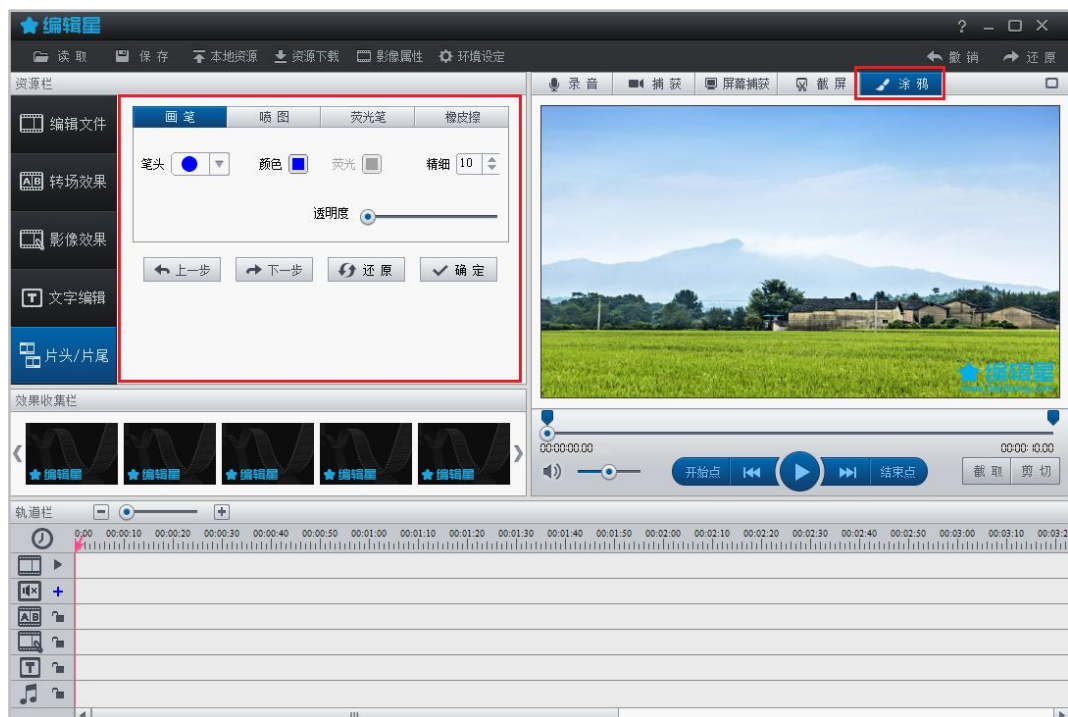 编辑星
? – □ ×
读 取 保 存 本地资源 资源下载 影像属性 环境设定 撤 销 还 原
资源栏
录 音 捕 获 屏幕捕获 截 屏 涂 鸦
编辑文件
转场效果
影像效果
文字编辑
片头/片尾
画 笔 喷 图 荧光笔 橡皮擦
笔头 颜色 荧光 精细 10
透明度
上一步 下一步 还 原 确 定
编辑星
效果收集栏
编辑星 编辑星 编辑星 编辑星 编辑星
00:00:00.00 00:00:10.00
开始点 结束点 截 取 剪 切
轨道栏
0:00 00:00:10 00:00:20 00:00:30 00:00:40 00:00:50 00:01:00 00:01:10 00:01:20 00:01:30 00:01:40 00:01:50 00:02:00 00:02:10 00:02:20 00:02:30 00:02:40 00:02:50 00:03:00 00:03:10 00:03:2
AB
T